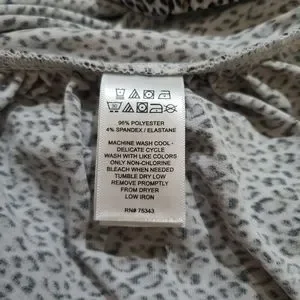 96% POLYESTER
4% SPANDEX / ELASTANE
MACHINE WASH COOL -
DELICATE CYCLE
WASH WITH LIKE COLORS
ONLY NON-CHLORINE
BLEACH WHEN NEEDED
TUMBLE DRY LOW
REMOVE PROMPTLY
FROM DRYER
LOW IRON
RN# 75343